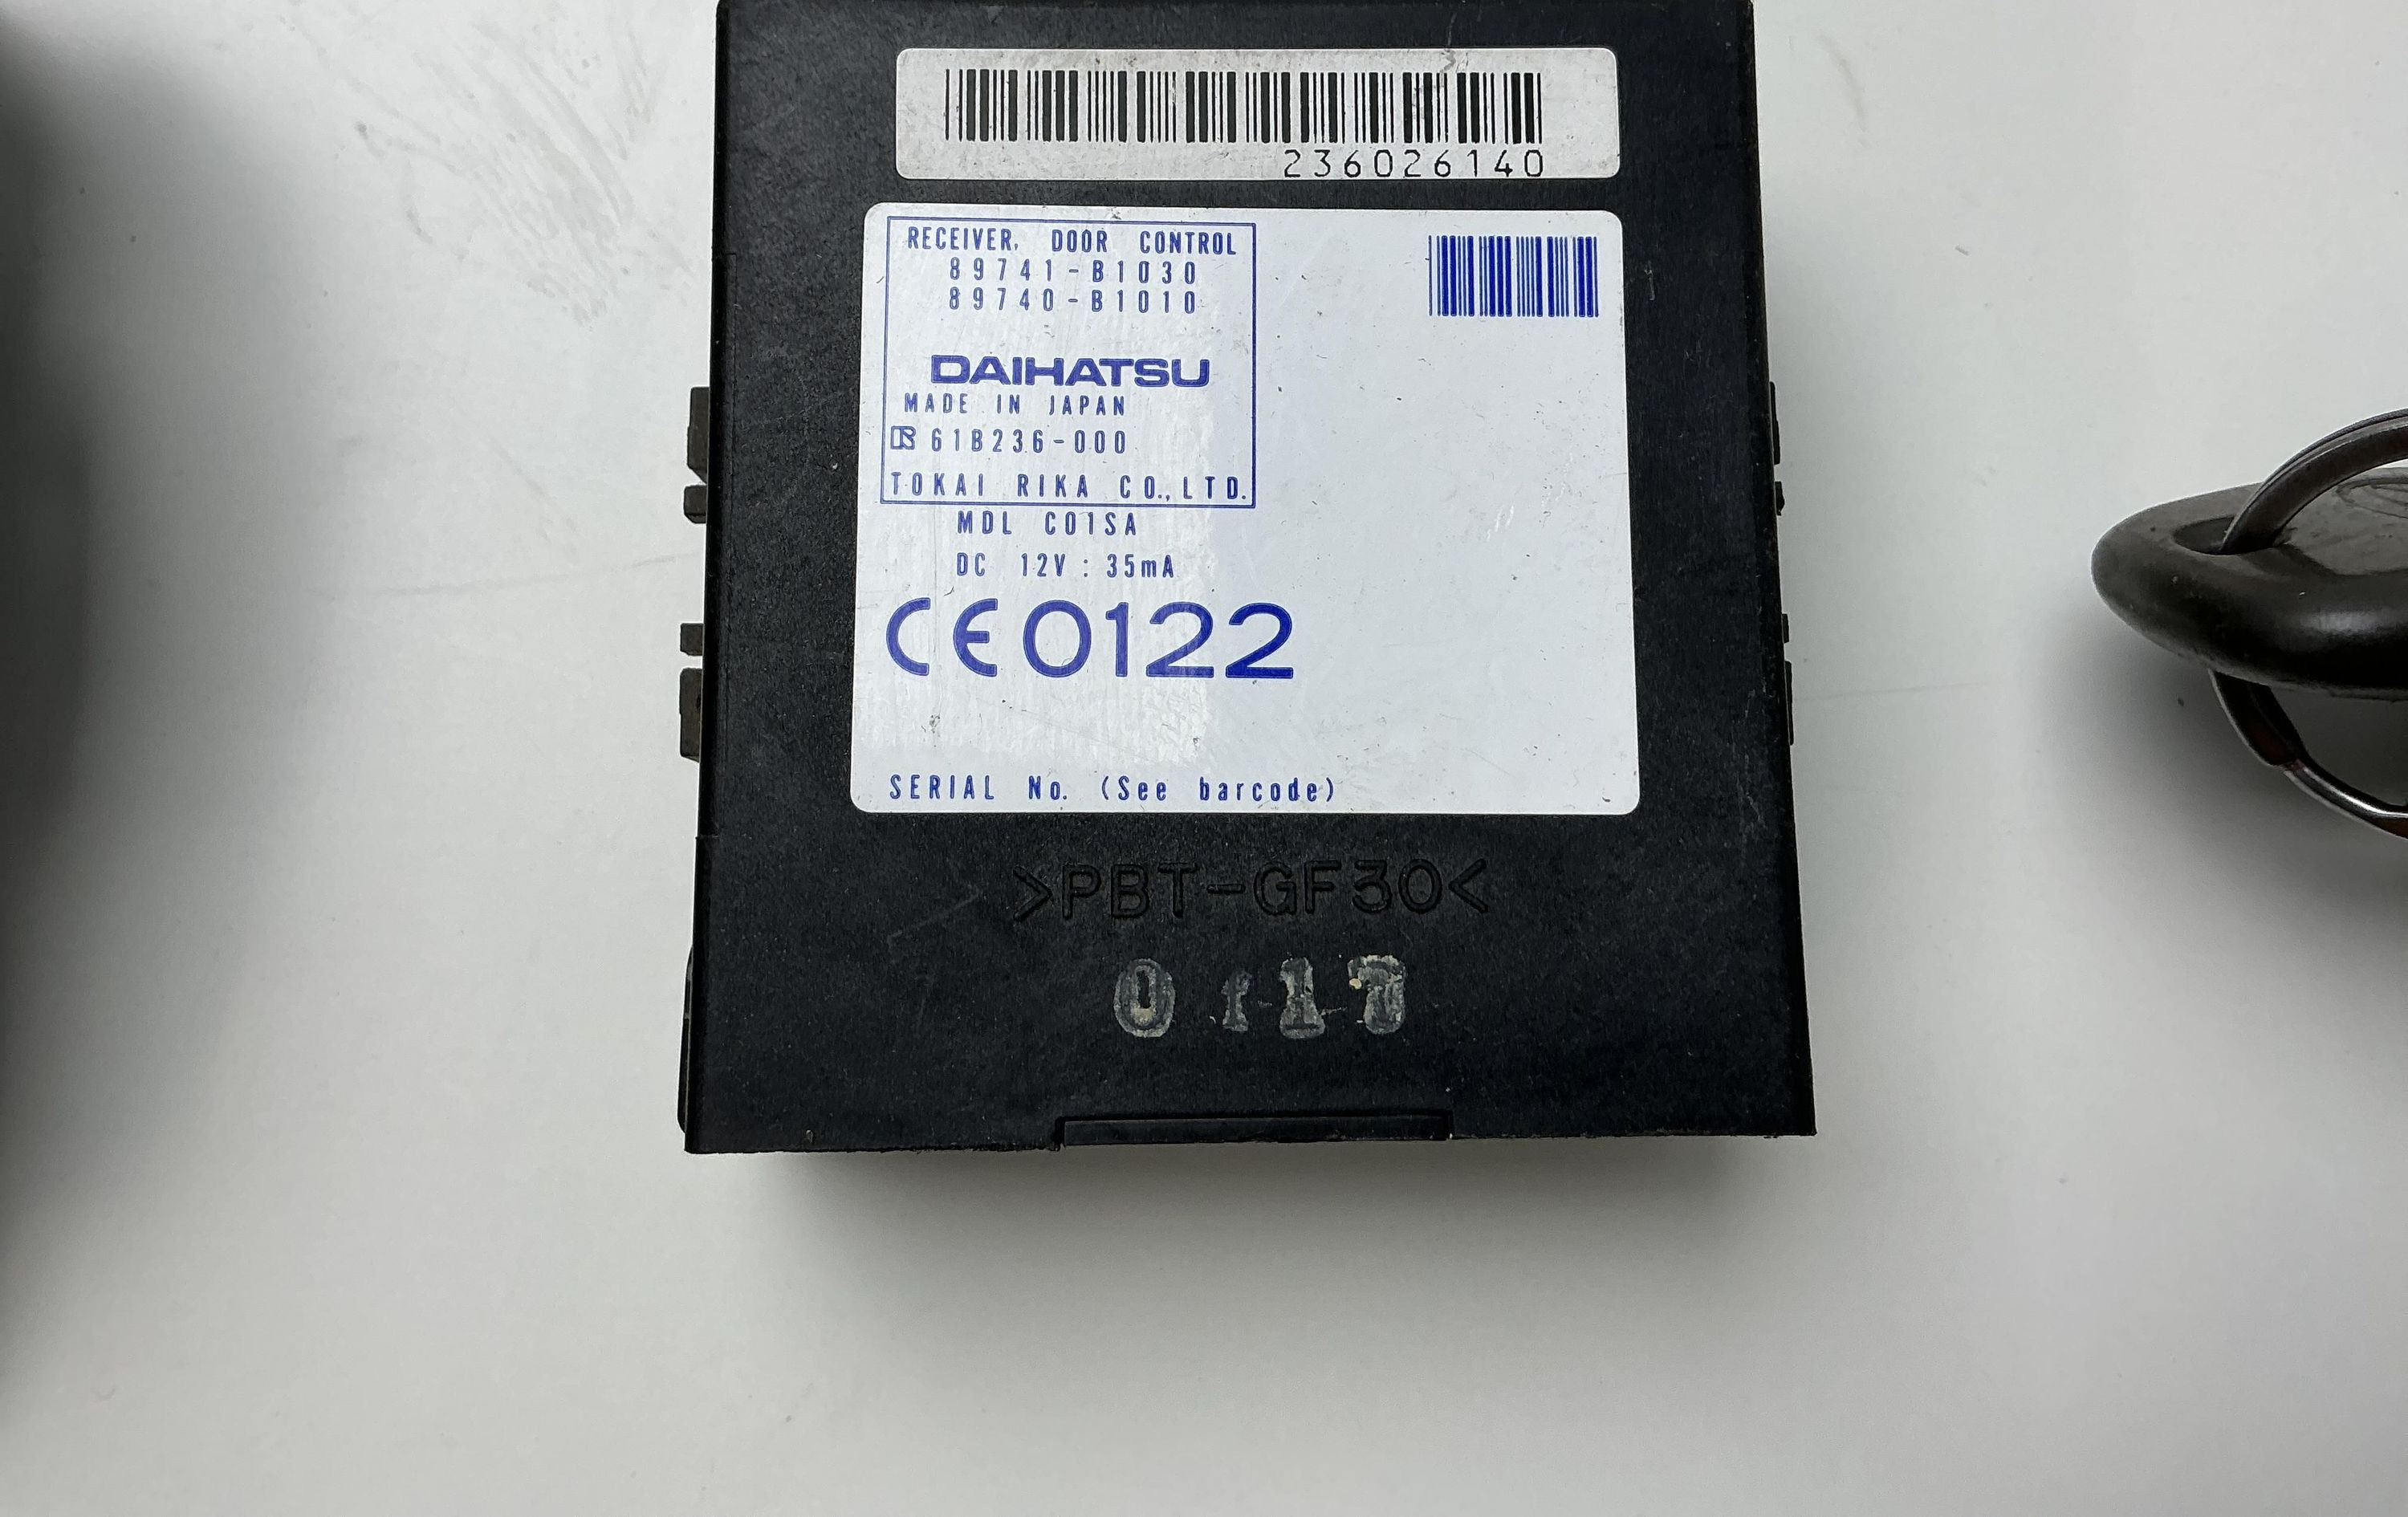 236026140
RECEIVER, DOOR CONTROL
89741-B1030
89740-B1010
DAIHATSU
MADE IN JAPAN
61B236-000
TOKAI RIKA CO.,LTD.
MDL C01SA
DC 12V : 35mA
CE0122
SERIAL No. (See barcode)
>PBT-GF30<